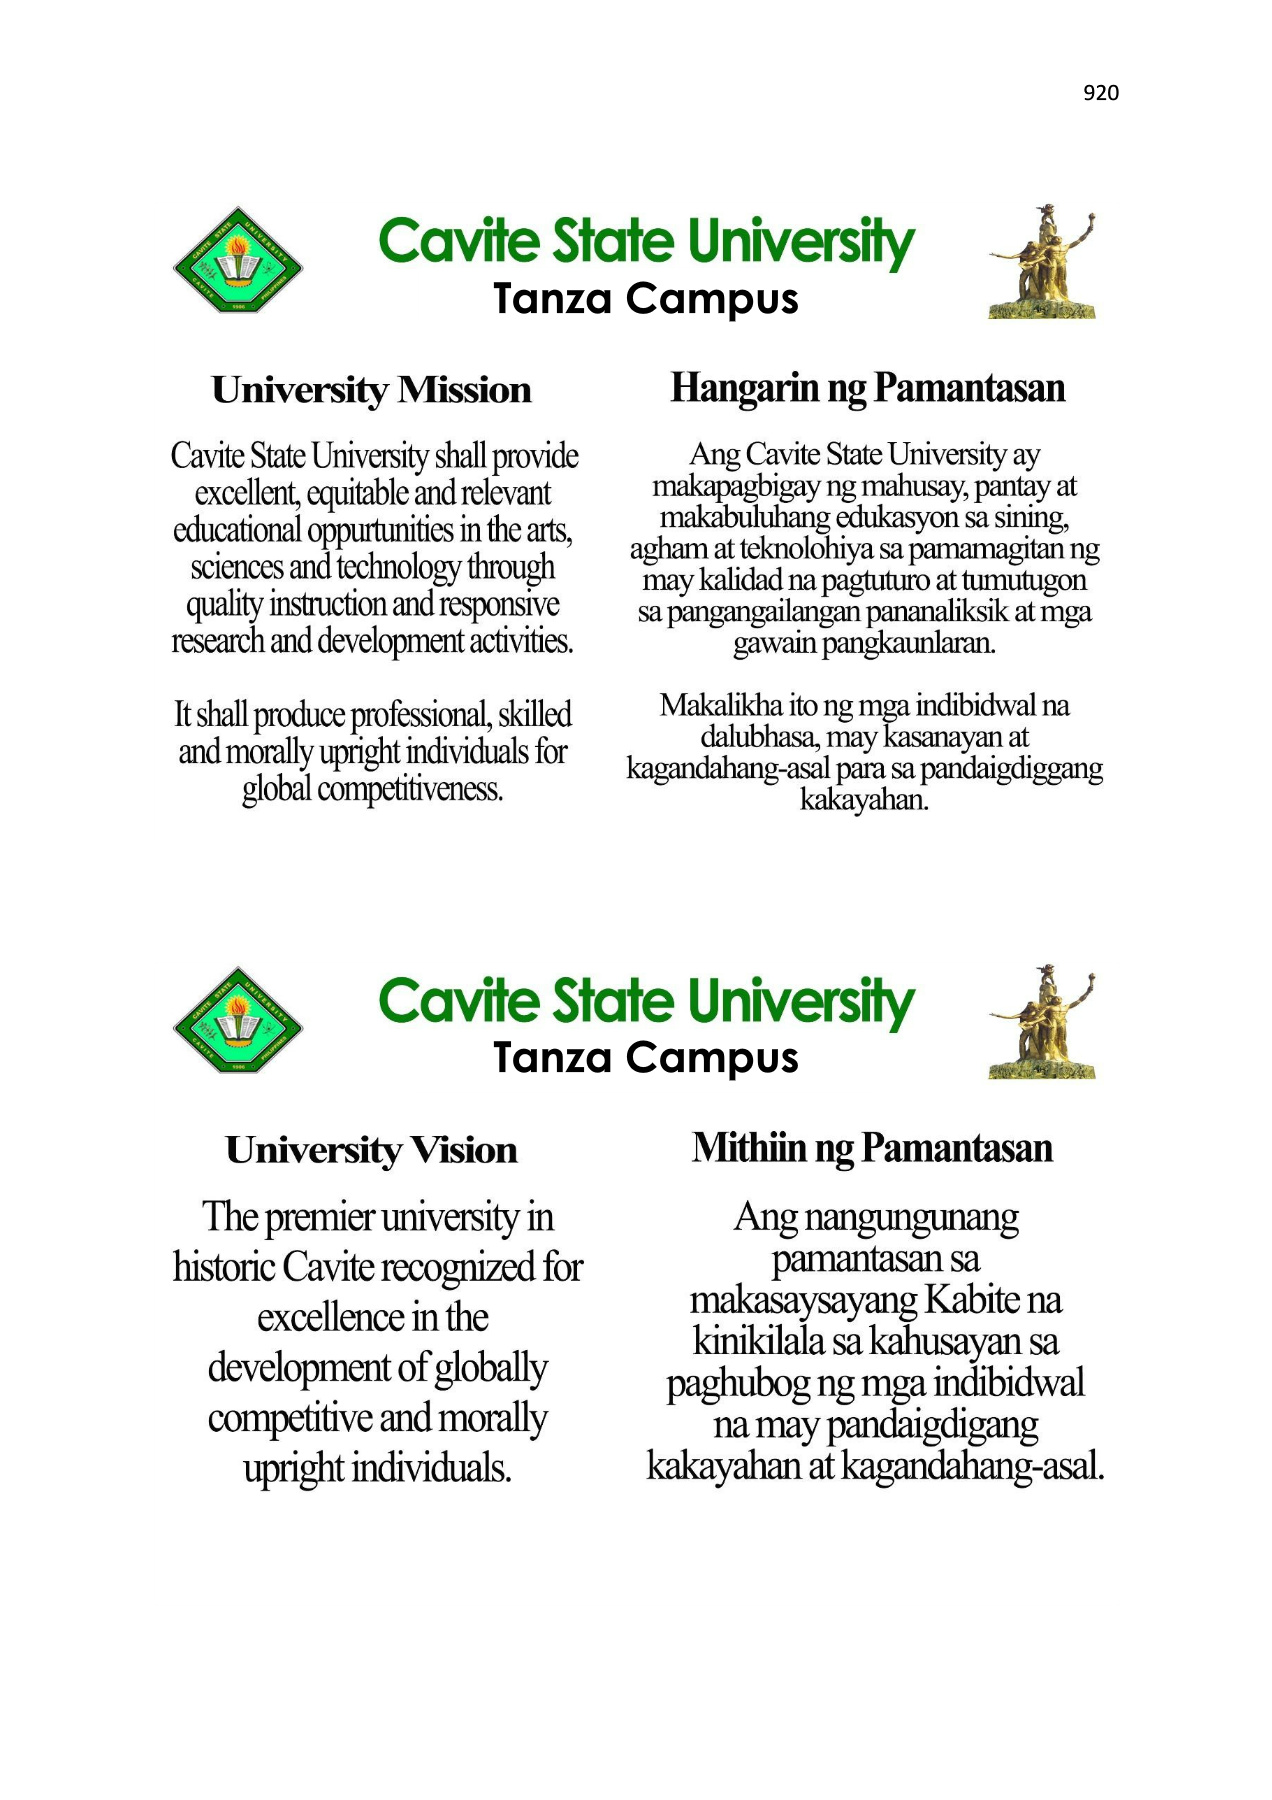 920
Cavite State University
Tanza Campus
University Mission
Cavite State University shall provide
excellent, equitable and relevant
educational oppurtunities in the arts,
sciences and technology through
quality instruction and responsive
research and development activities.
It shall produce professional, skilled
and morally upright individuals for
global competitiveness.
Hangarin ng Pamantasan
Ang Cavite State University ay
makapagbigay ng mahusay, pantay at
makabuluhang edukasyon sa sining,
agham at teknolohiya sa pamamagitan ng
may kalidad na pagtuturo at tumutugon
sa pangangailangan pananaliksik at mga
gawain pangkaunlaran.
Makalikha ito ng mga indibidwal na
dalubhasa, may kasanayan at
kagandahang-asal para sa pandaigdiggang
kakayahan.
CAVITE STATE UNIVERSITY
CAVITE PHILIPPINES
1906
Cavite State University
Tanza Campus
University Vision
The premier university in
historic Cavite recognized for
excellence in the
development of globally
competitive and morally
upright individuals.
Mithiin ng Pamantasan
Ang nangungunang
pamantasan sa
makasaysayang Kabite na
kinikilala sa kahusayan sa
paghubog ng mga indibidwal
na may pandaigdigang
kakayahan at kagandahang-asal.